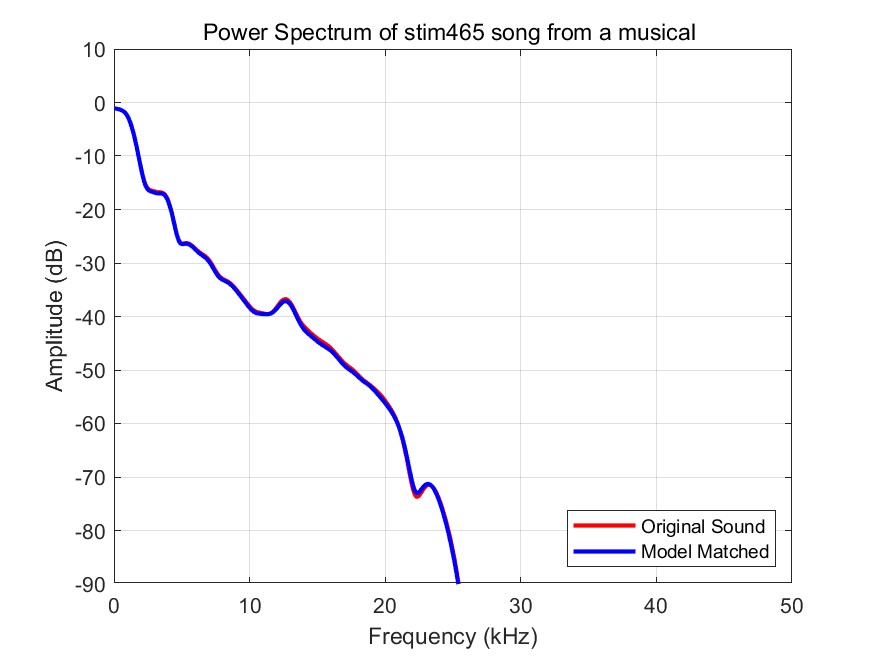 Power Spectrum of stim465 song from a musical
10
0
-10
-20
-30
-40
-50
-60
-70
-80
-90
Amplitude (dB)
Original Sound
Model Matched
0 10 20 30 40 50
Frequency (kHz)